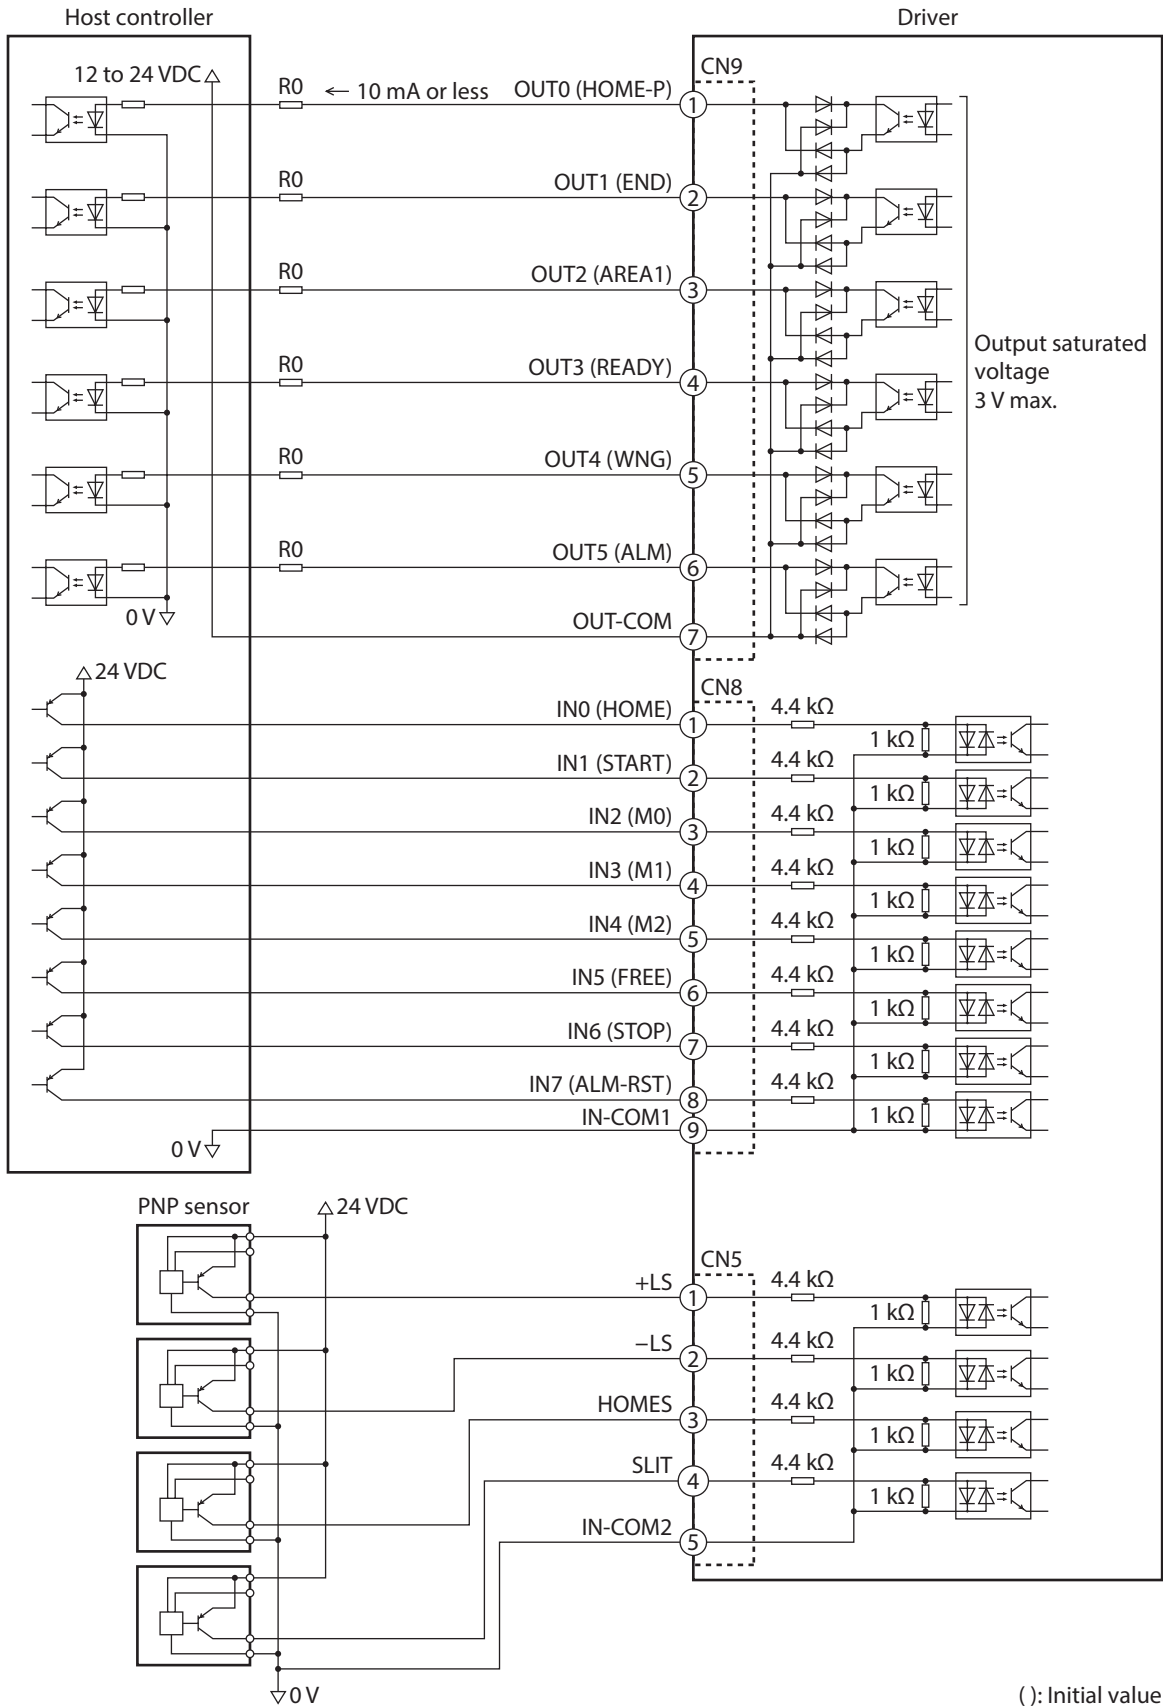 Host controller
Driver
12 to 24 VDC
R0
← 10 mA or less
OUT0 (HOME-P)
CN9
1
R0
OUT1 (END)
2
R0
OUT2 (AREA1)
3
Output saturated
voltage
3 V max.
R0
OUT3 (READY)
4
R0
OUT4 (WNG)
5
R0
OUT5 (ALM)
6
0 V
OUT-COM
7
24 VDC
CN8
IN0 (HOME)
1
4.4 kΩ
1 kΩ
IN1 (START)
2
4.4 kΩ
1 kΩ
IN2 (M0)
3
4.4 kΩ
1 kΩ
IN3 (M1)
4
4.4 kΩ
1 kΩ
IN4 (M2)
5
4.4 kΩ
1 kΩ
IN5 (FREE)
6
4.4 kΩ
1 kΩ
IN6 (STOP)
7
4.4 kΩ
1 kΩ
IN7 (ALM-RST)
8
4.4 kΩ
1 kΩ
IN-COM1
9
0 V
PNP sensor
24 VDC
CN5
+LS
1
4.4 kΩ
1 kΩ
−LS
2
4.4 kΩ
1 kΩ
HOMES
3
4.4 kΩ
1 kΩ
SLIT
4
4.4 kΩ
1 kΩ
IN-COM2
5
0 V
( ): Initial value